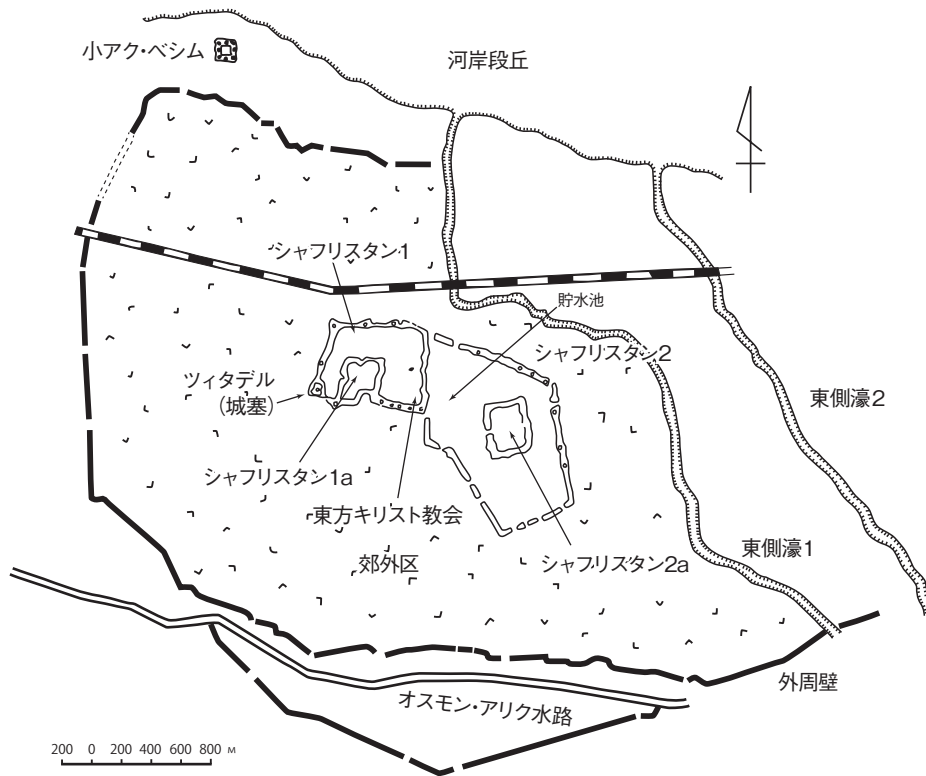 小アク・ベシム
河岸段丘
シャフリスタン1
貯水池
シャフリスタン2
ツィタデル
(城塞)
東側濠2
シャフリスタン1a
東方キリスト教会
東側濠1
郊外区
シャフリスタン2a
外周壁
オスモン・アリク水路
200 0 200 400 600 800 м